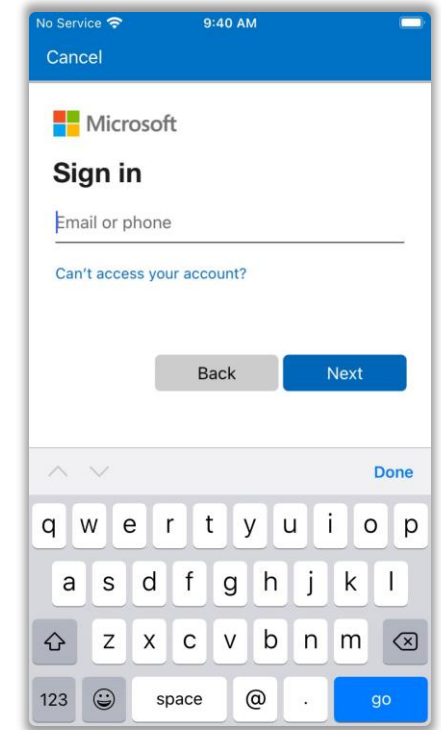 No Service 9:40 AM
Cancel
Microsoft
Sign in
Email or phone
Can't access your account?
Back Next
Done
q w e r t y u i o p
a s d f g h j k l
z x c v b n m
123 space @ . go